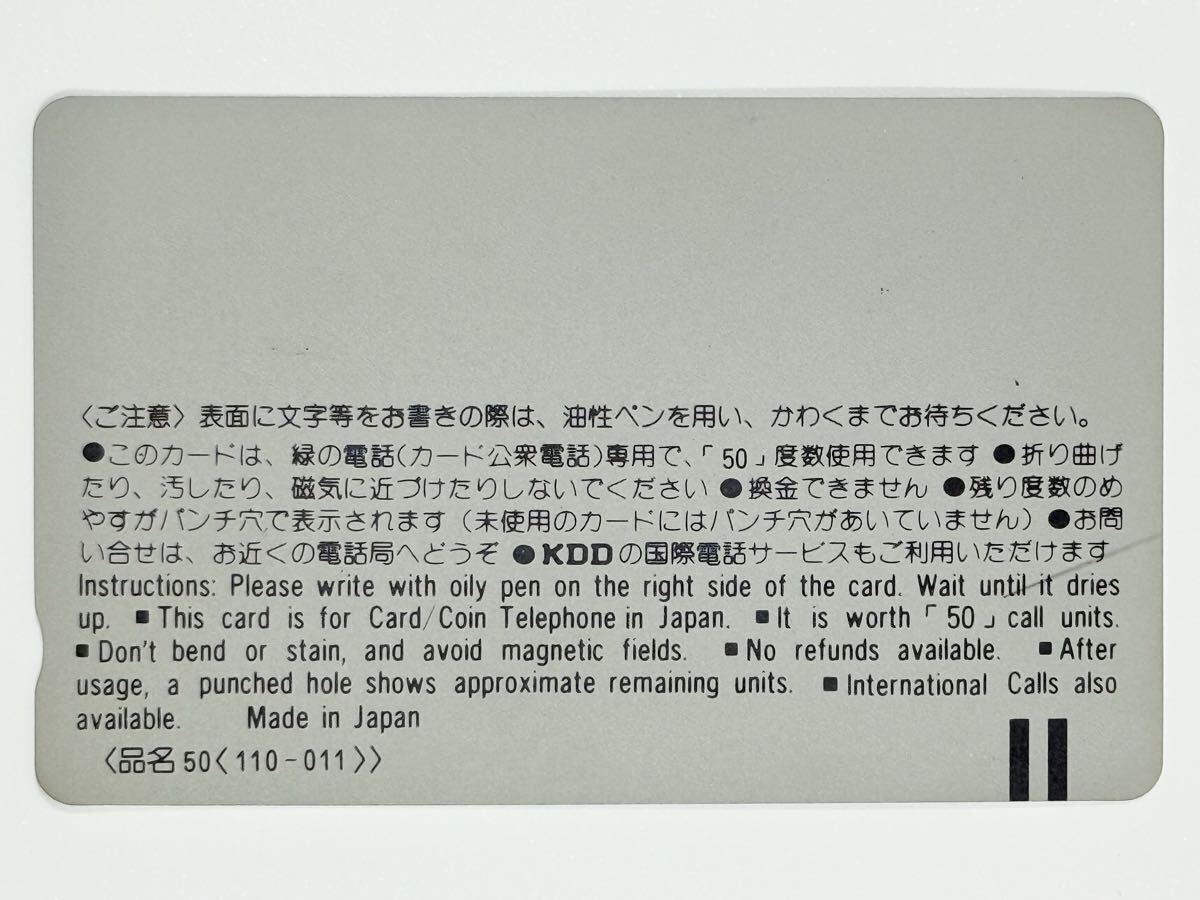 〈ご注意〉表面に文字等をお書きの際は、油性ペンを用い、かわくまでお待ちください。
●このカードは、緑の電話(カード公衆電話)専用で、「50」度数使用できます ●折り曲げ
たり、汚したり、磁気に近づけたりしないでください ●換金できません ●残り度数のめ
やすがパンチ穴で表示されます（未使用のカードにはパンチ穴があいていません）●お問
い合せは、お近くの電話局へどうぞ ●KDDの国際電話サービスもご利用いただけます
Instructions: Please write with oily pen on the right side of the card. Wait until it dries
up. ■This card is for Card/Coin Telephone in Japan. ■It is worth「50」call units.
■Don't bend or stain, and avoid magnetic fields. ■No refunds available. ■After
usage, a punched hole shows approximate remaining units. ■International Calls also
available. Made in Japan
〈品名 50〈110-011〉〉